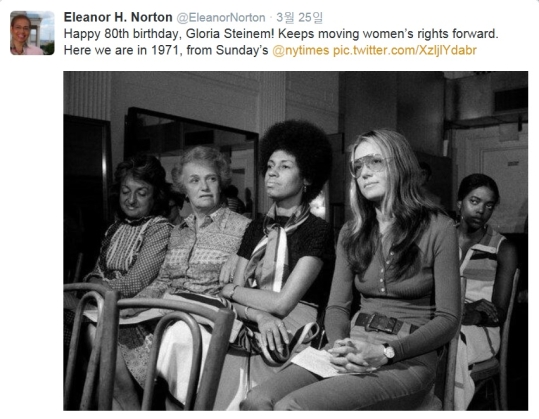 Eleanor H. Norton @EleanorNorton · 3월 25일
Happy 80th birthday, Gloria Steinem! Keeps moving women's rights forward.
Here we are in 1971, from Sunday's @nytimes pic.twitter.com/XzIjlYdabr